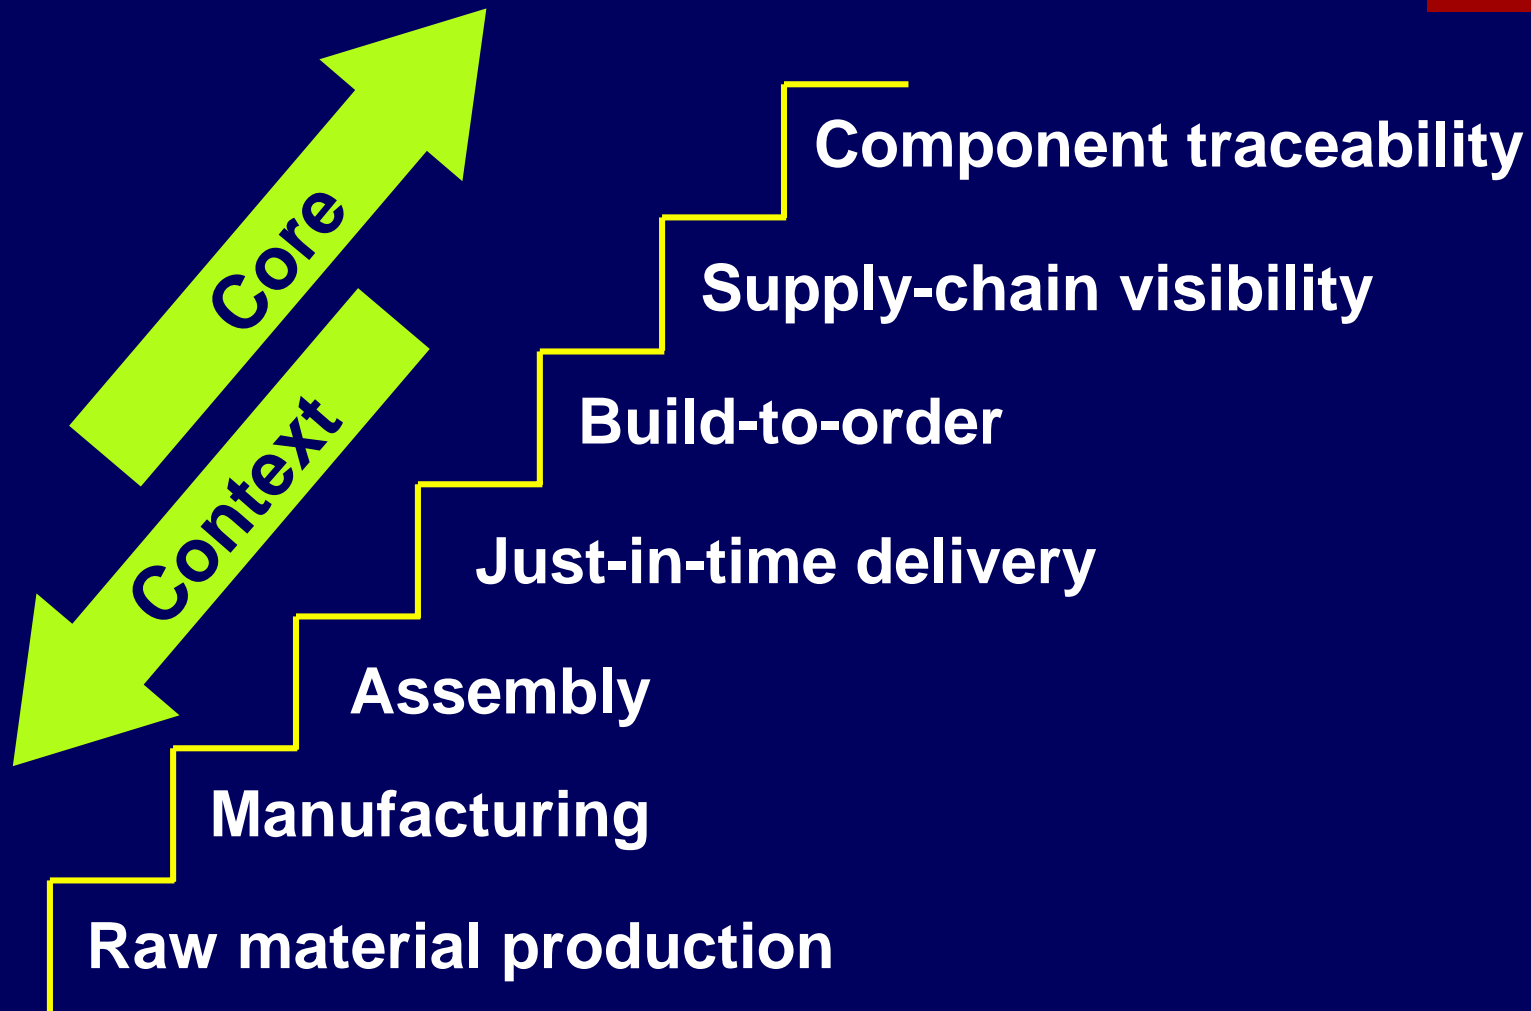 Core
Context
Component traceability
Supply-chain visibility
Build-to-order
Just-in-time delivery
Assembly
Manufacturing
Raw material production